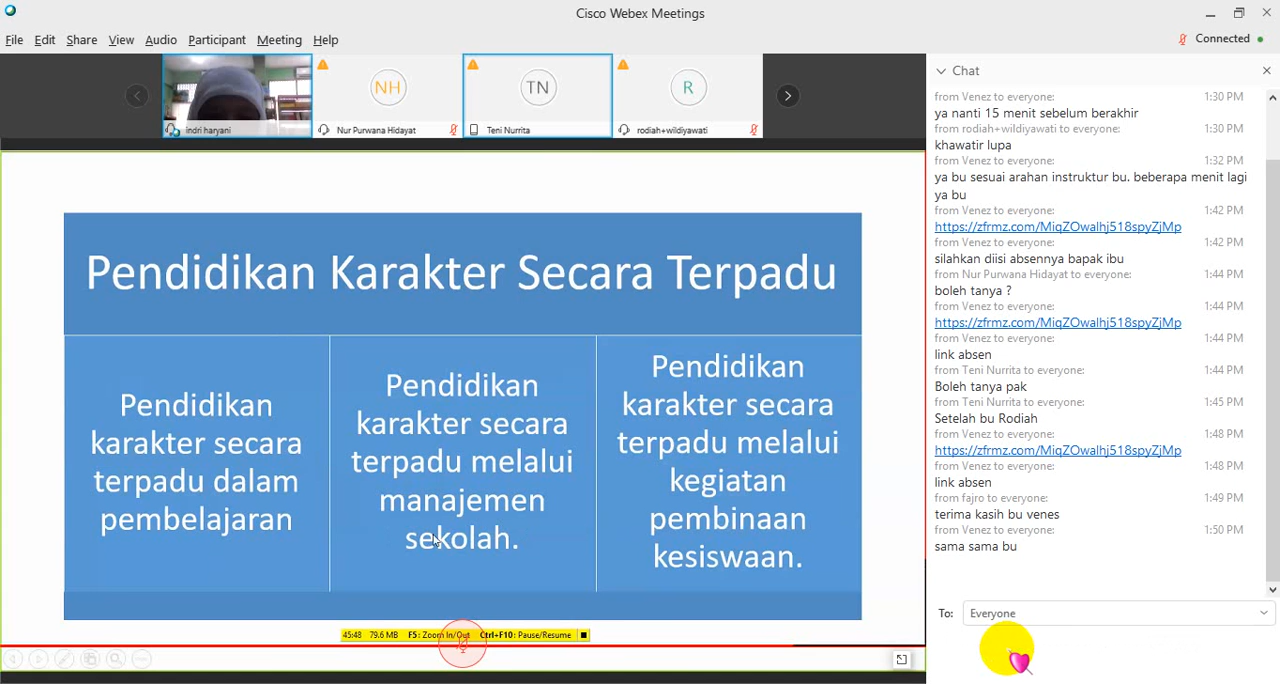 Cisco Webex Meetings
File Edit Share View Audio Participant Meeting Help
Connected
indri haryani
NH
Nur Purwana Hidayat
TN
Teni Nurrita
R
rodiah+wildiyawati
Pendidikan Karakter Secara Terpadu
Pendidikan
karakter secara
terpadu dalam
pembelajaran
Pendidikan
karakter secara
terpadu melalui
manajemen
sekolah.
Pendidikan
karakter secara
terpadu melalui
kegiatan
pembinaan
kesiswaan.
45:48 79.6 MB F5: Zoom In/Out Ctrl+F10: Pause/Resume
Chat
from Venez to everyone: 1:30 PM
ya nanti 15 menit sebelum berakhir
from rodiah+wildiyawati to everyone: 1:30 PM
khawatir lupa
from Venez to everyone: 1:32 PM
ya bu sesuai arahan instruktur bu. beberapa menit lagi
ya bu
from Venez to everyone: 1:42 PM
https://zfrmz.com/MiqZOwalhj518spyZjMp
from Venez to everyone: 1:42 PM
silahkan diisi absennya bapak ibu
from Nur Purwana Hidayat to everyone: 1:44 PM
boleh tanya ?
from Venez to everyone: 1:44 PM
https://zfrmz.com/MiqZOwalhj518spyZjMp
from Venez to everyone: 1:44 PM
link absen
from Teni Nurrita to everyone: 1:44 PM
Boleh tanya pak
from Teni Nurrita to everyone: 1:45 PM
Setelah bu Rodiah
from Venez to everyone: 1:48 PM
https://zfrmz.com/MiqZOwalhj518spyZjMp
from Venez to everyone: 1:48 PM
link absen
from fajro to everyone: 1:49 PM
terima kasih bu venes
from Venez to everyone: 1:50 PM
sama sama bu
To: Everyone